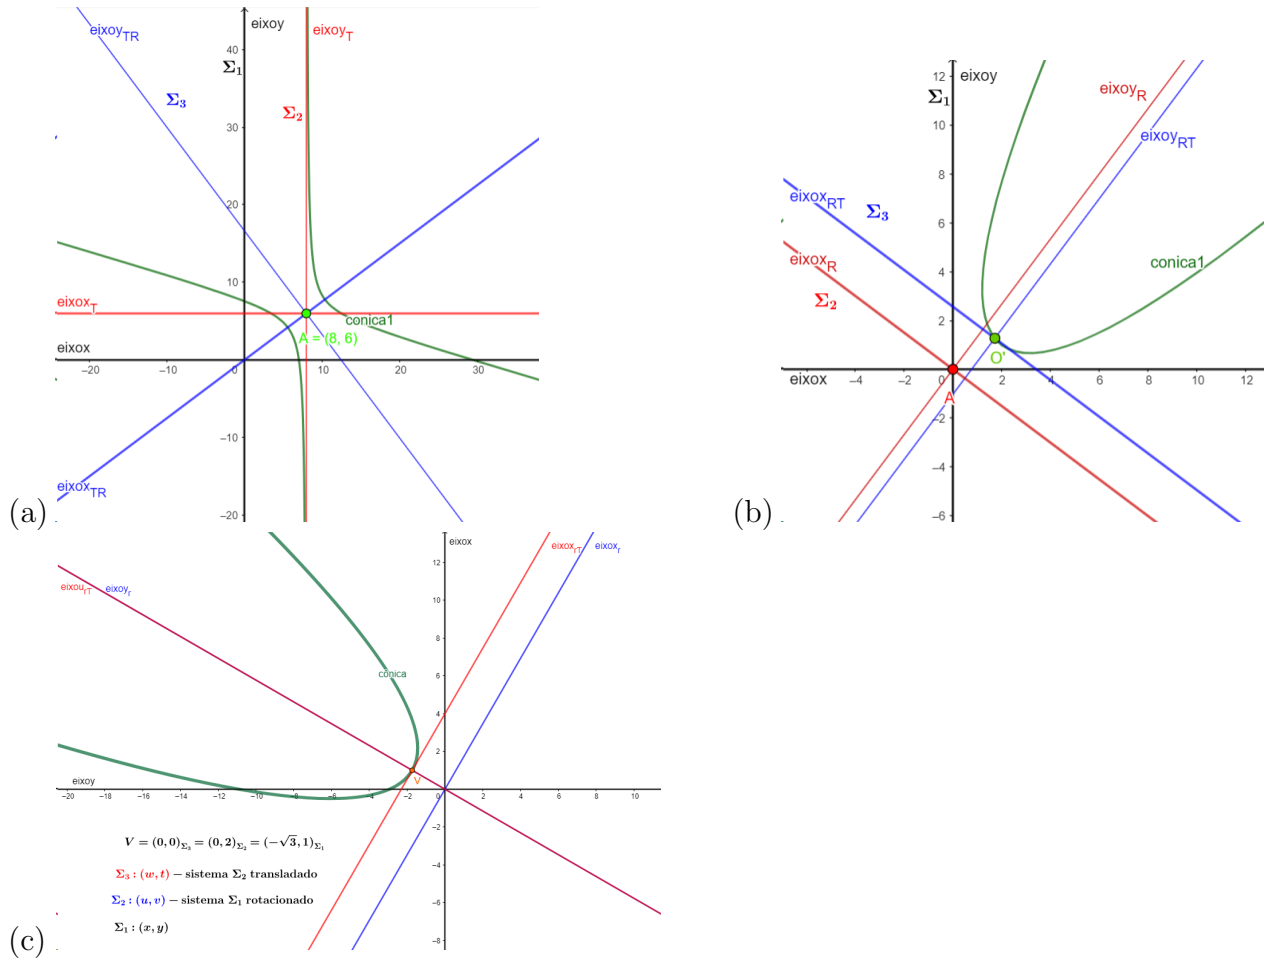 eixoy_TR
eixoy
eixoy_T
40
Σ₁
Σ₃
Σ₂
30
20
10
eixox_T
conica1
A = (8, 6)
eixox
−20
−10
0
10
20
30
−10
eixox_TR
−20
(a)
12
eixoy
Σ₁
eixoy_R
10
eixoy_RT
8
eixox_RT
Σ₃
6
eixox_R
4
conica1
Σ₂
2
O'
eixox
−4
−2
0
2
4
6
8
10
12
A
−2
−4
−6
(b)
eixox
eixox_rT
eixox_r
12
eixou_rT
eixoy_r
10
8
cônica
6
4
2
V
eixoy
−20
−18
−16
−14
−12
−10
−8
−6
−4
−2
0
2
4
6
8
10
−2
V = (0, 0)_Σ₃ = (0, 2)_Σ₂ = (−√3, 1)_Σ₁
−4
Σ₃ : (w, t) − sistema Σ₂ transladado
Σ₂ : (u, v) − sistema Σ₁ rotacionado
−6
Σ₁ : (x, y)
−8
(c)